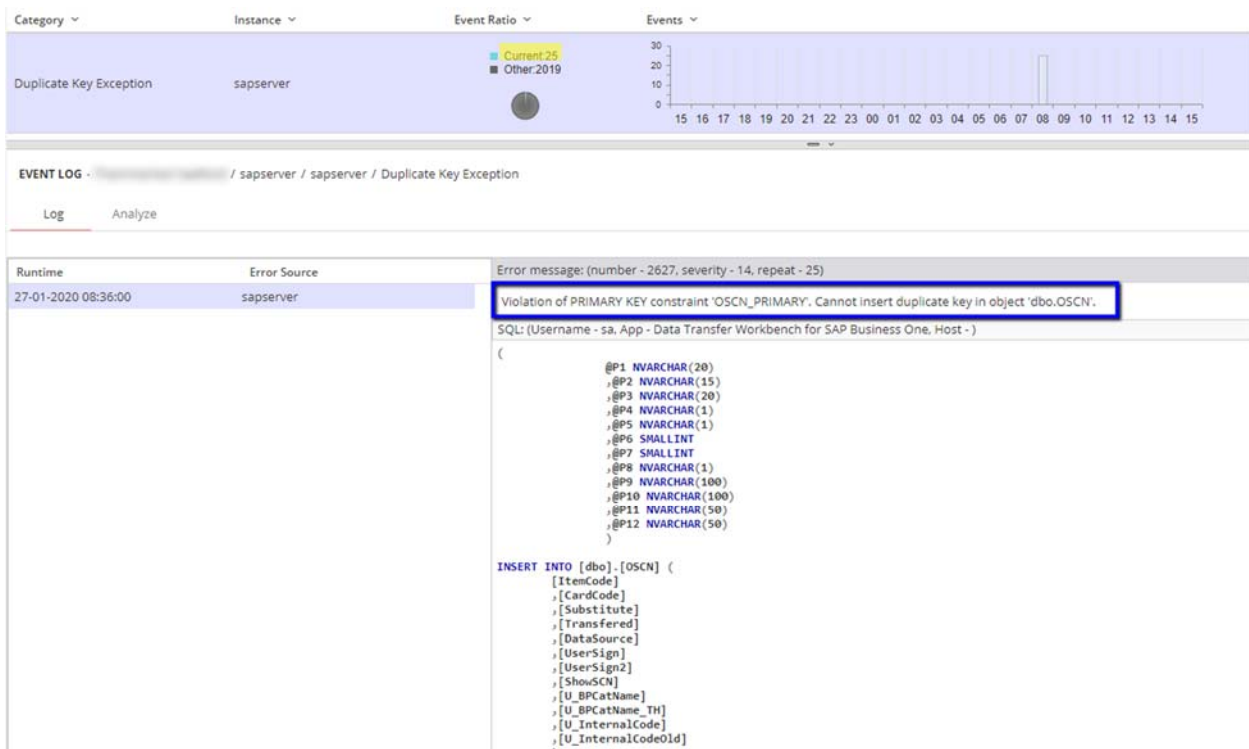 Category Instance Event Ratio Events
Duplicate Key Exception sapserver
Current:25
Other:2019
30
20
10
0
15 16 17 18 19 20 21 22 23 00 01 02 03 04 05 06 07 08 09 10 11 12 13 14 15
EVENT LOG - / sapserver / sapserver / Duplicate Key Exception
Log Analyze
Runtime Error Source
27-01-2020 08:36:00 sapserver
Error message: (number - 2627, severity - 14, repeat - 25)
Violation of PRIMARY KEY constraint 'OSCN_PRIMARY'. Cannot insert duplicate key in object 'dbo.OSCN'.
SQL: (Username - sa, App - Data Transfer Workbench for SAP Business One, Host - )
(
@P1 NVARCHAR(20)
,@P2 NVARCHAR(15)
,@P3 NVARCHAR(20)
,@P4 NVARCHAR(1)
,@P5 NVARCHAR(1)
,@P6 SMALLINT
,@P7 SMALLINT
,@P8 NVARCHAR(1)
,@P9 NVARCHAR(100)
,@P10 NVARCHAR(100)
,@P11 NVARCHAR(50)
,@P12 NVARCHAR(50)
)
INSERT INTO [dbo].[OSCN] (
[ItemCode]
,[CardCode]
,[Substitute]
,[Transfered]
,[DataSource]
,[UserSign]
,[UserSign2]
,[ShowSCN]
,[U_BPCatName]
,[U_BPCatName_TH]
,[U_InternalCode]
,[U_InternalCodeOld]